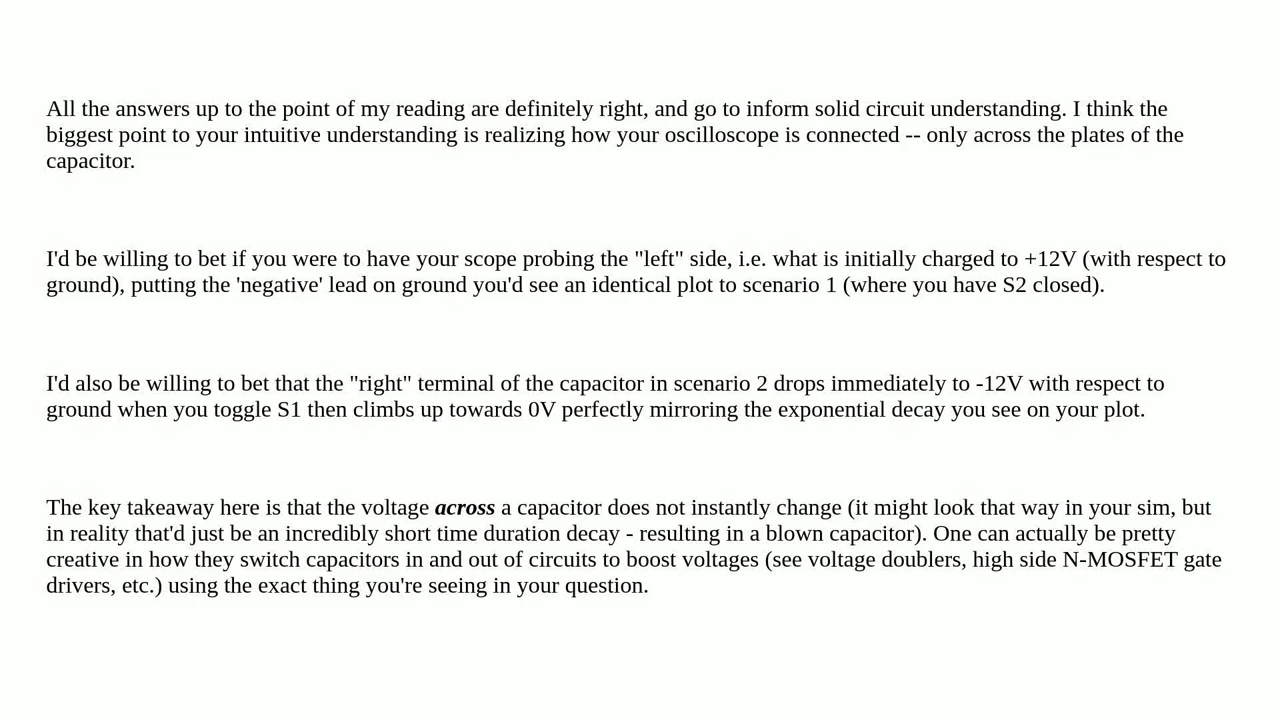 All the answers up to the point of my reading are definitely right, and go to inform solid circuit understanding. I think the
biggest point to your intuitive understanding is realizing how your oscilloscope is connected -- only across the plates of the
capacitor.
I'd be willing to bet if you were to have your scope probing the "left" side, i.e. what is initially charged to +12V (with respect to
ground), putting the 'negative' lead on ground you'd see an identical plot to scenario 1 (where you have S2 closed).
I'd also be willing to bet that the "right" terminal of the capacitor in scenario 2 drops immediately to -12V with respect to
ground when you toggle S1 then climbs up towards 0V perfectly mirroring the exponential decay you see on your plot.
The key takeaway here is that the voltage across a capacitor does not instantly change (it might look that way in your sim, but
in reality that'd just be an incredibly short time duration decay - resulting in a blown capacitor). One can actually be pretty
creative in how they switch capacitors in and out of circuits to boost voltages (see voltage doublers, high side N-MOSFET gate
drivers, etc.) using the exact thing you're seeing in your question.